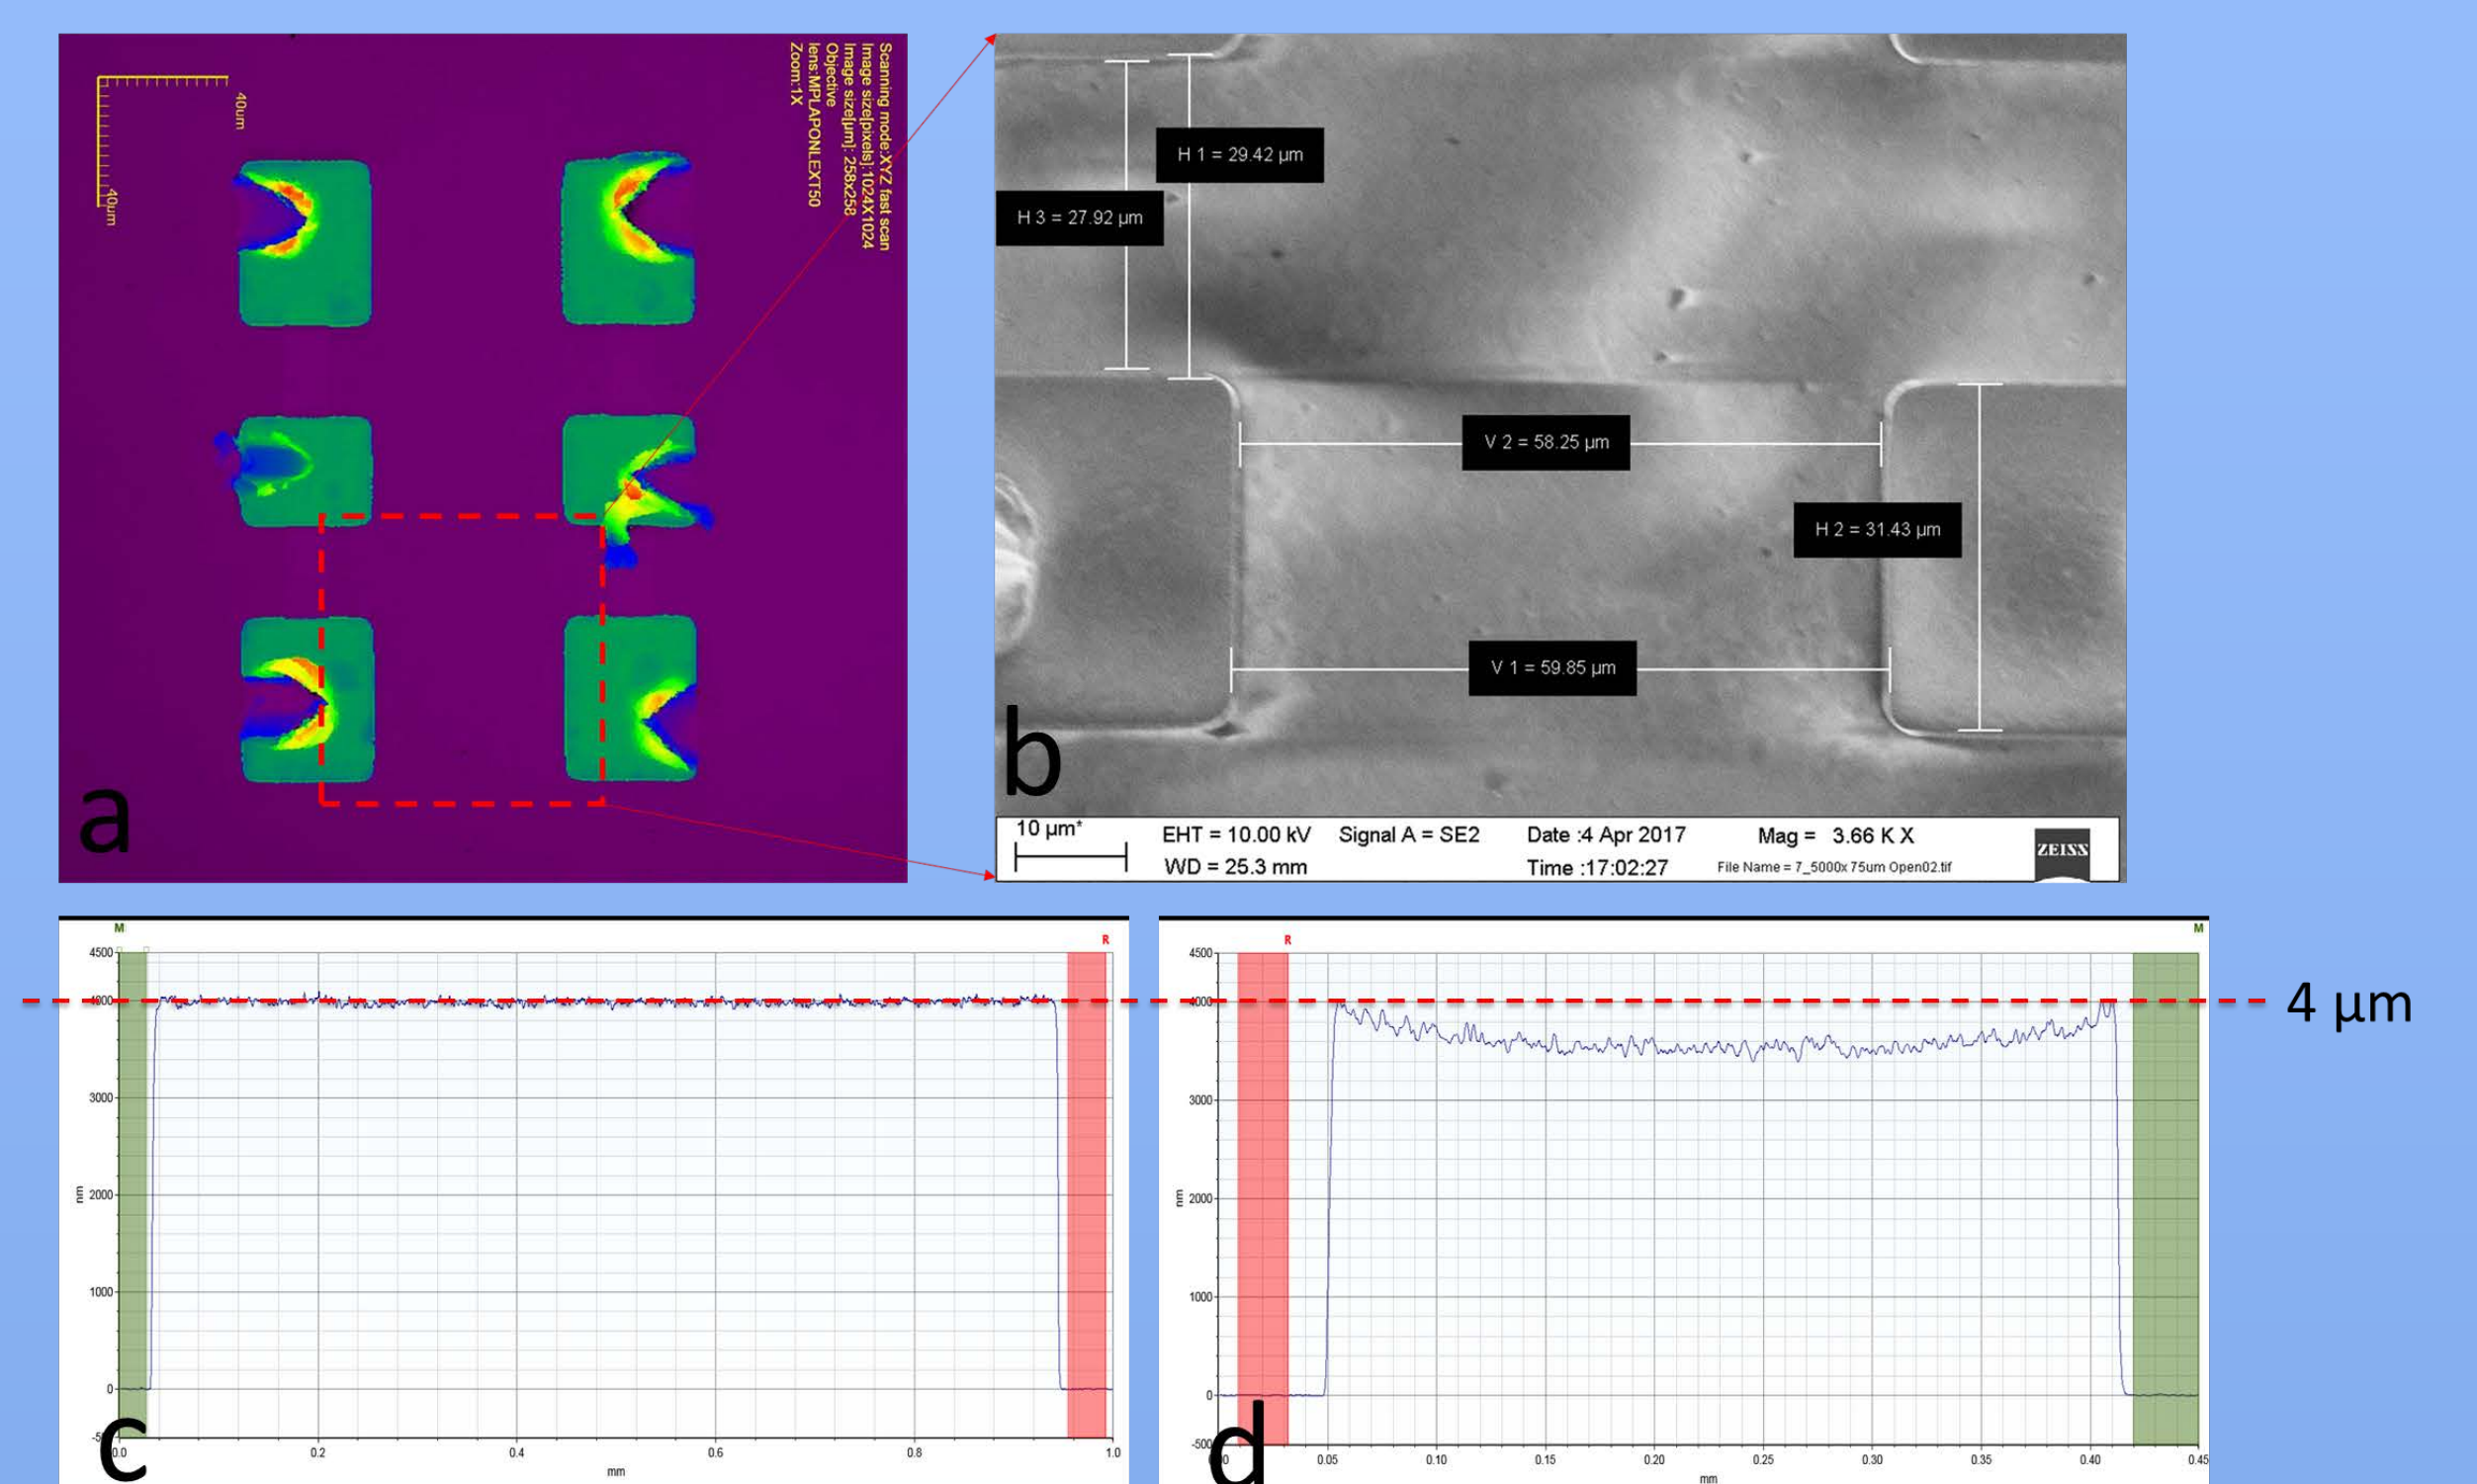 40um
40um
Scanning mode:XYZ fast scan
Image size[pixels]:1024X1024
Image size[µm]: 258x258
Objective
lens:MPLAPONLEXT50
Zoom:1X
a
H 1 = 29.42 µm
H 3 = 27.92 µm
V 2 = 58.25 µm
H 2 = 31.43 µm
V 1 = 59.85 µm
b
10 µm*
EHT = 10.00 kV
Signal A = SE2
Date :4 Apr 2017
Mag = 3.66 K X
WD = 25.3 mm
Time :17:02:27
File Name = 7_5000x 75um Open02.tif
ZEISS
M
R
4500
4000
3000
nm
2000
1000
0
0.0
0.2
0.4
0.6
0.8
1.0
mm
c
R
M
4500
4000
4 µm
3000
nm
2000
1000
0
-500
0.05
0.10
0.15
0.20
0.25
0.30
0.35
0.40
0.45
mm
d